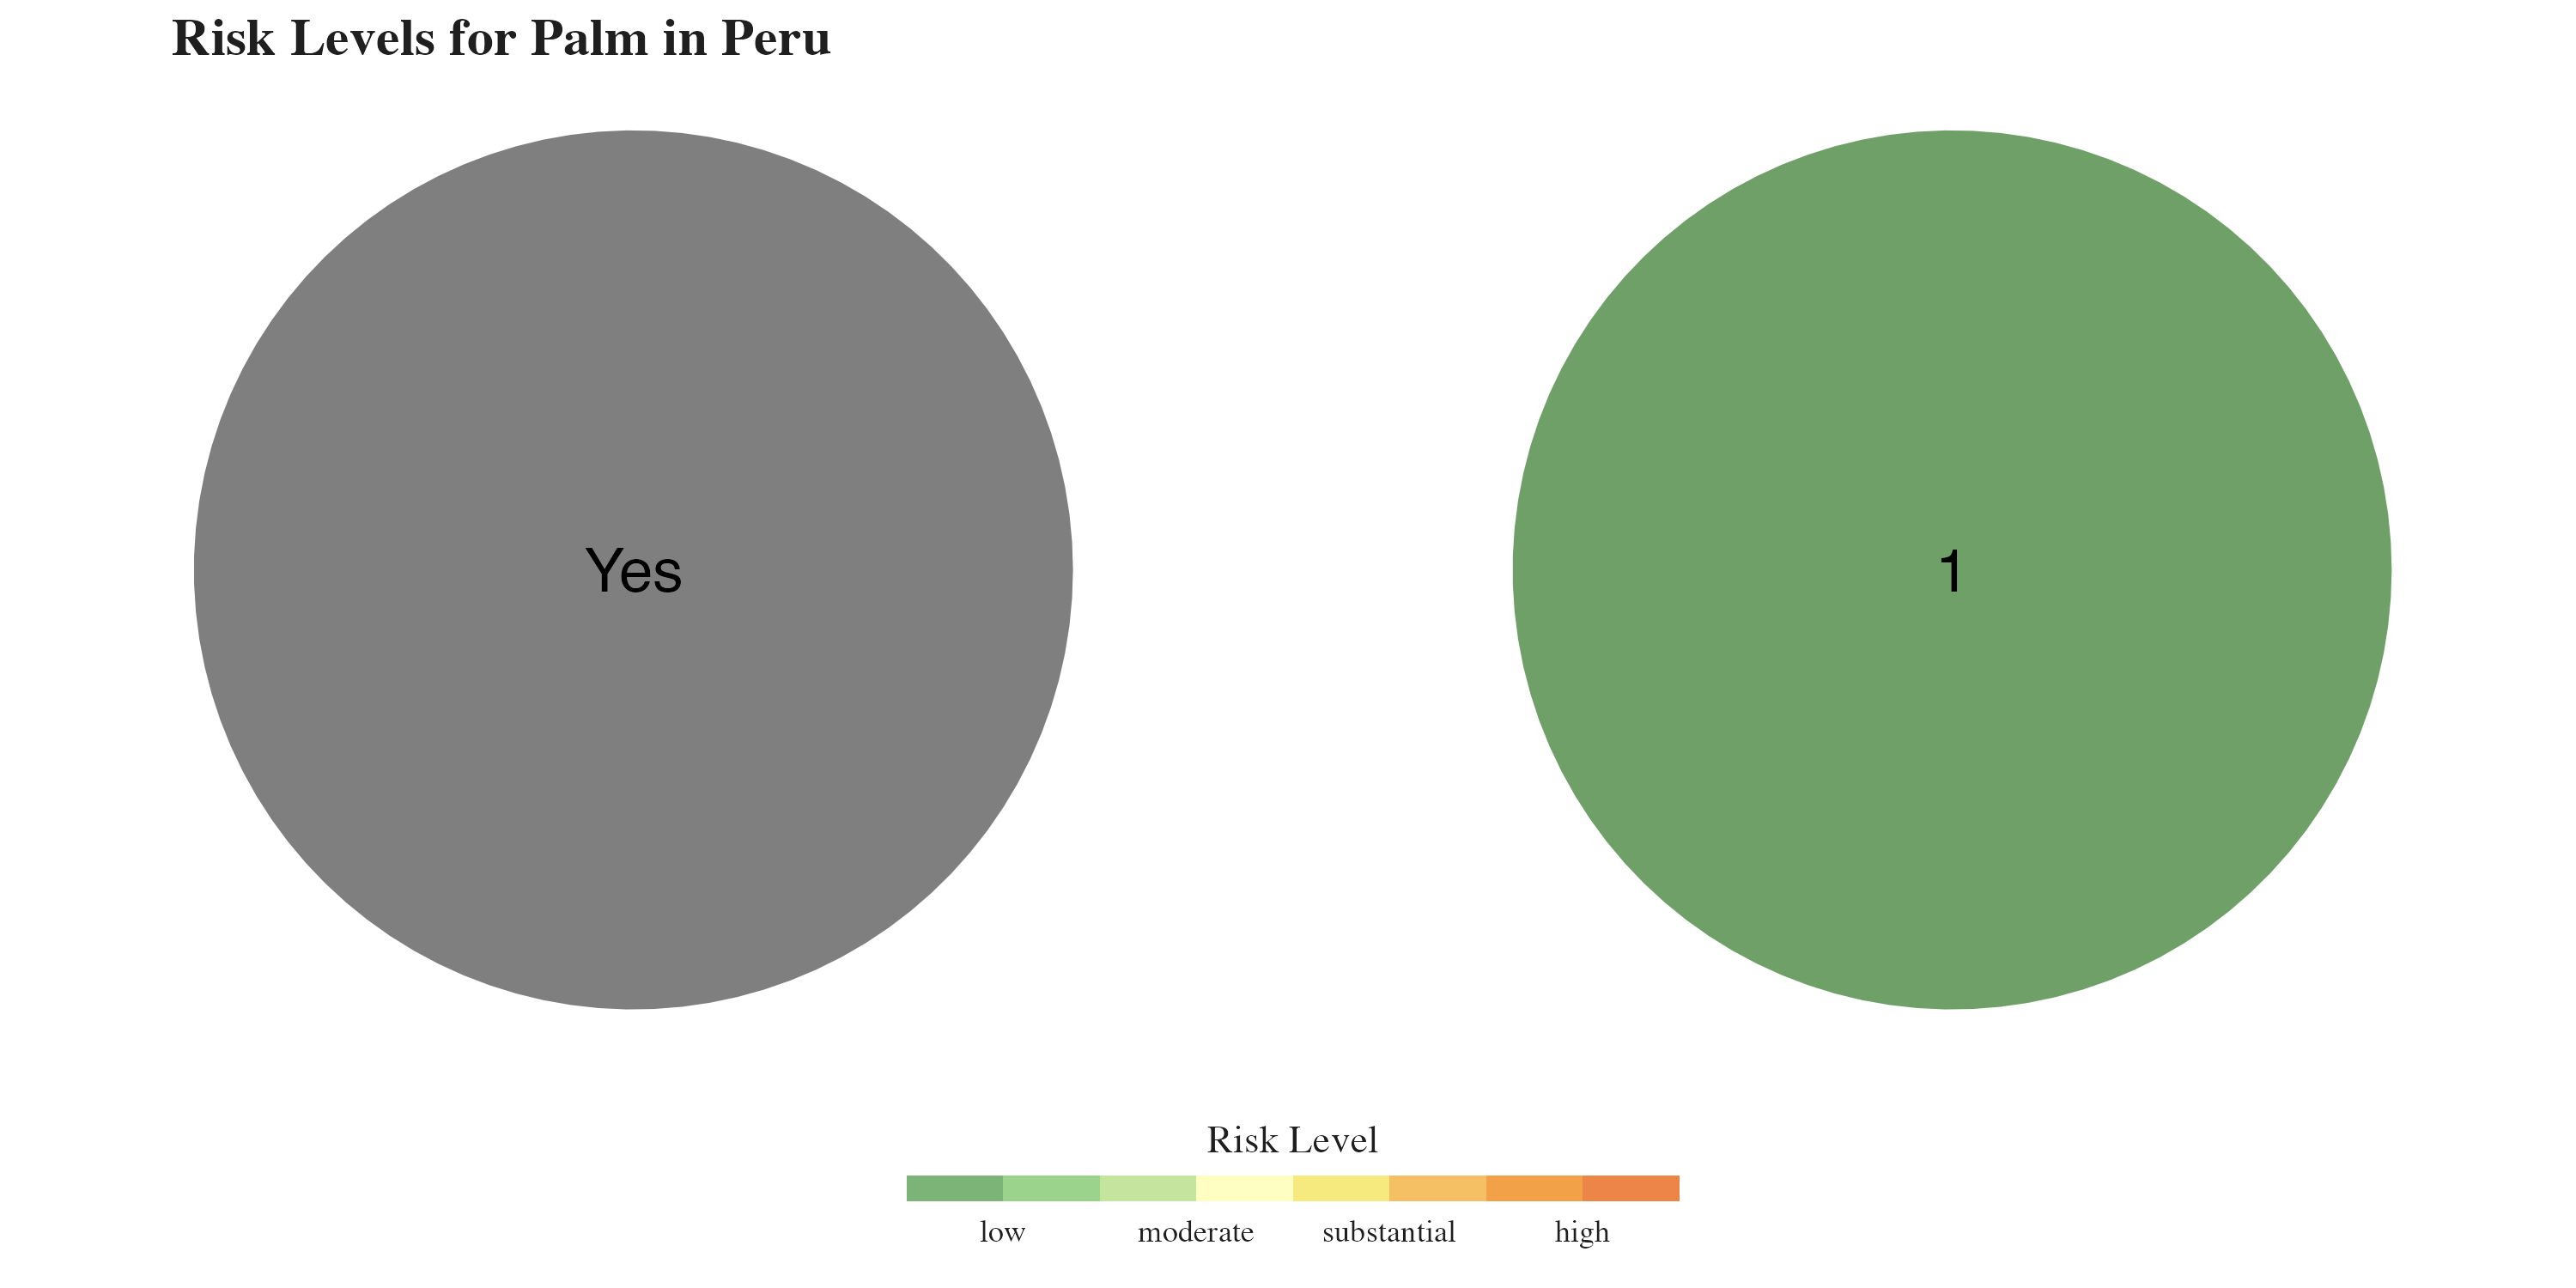 Risk Levels for Palm in Peru
Yes
1
Risk Level
low moderate substantial high